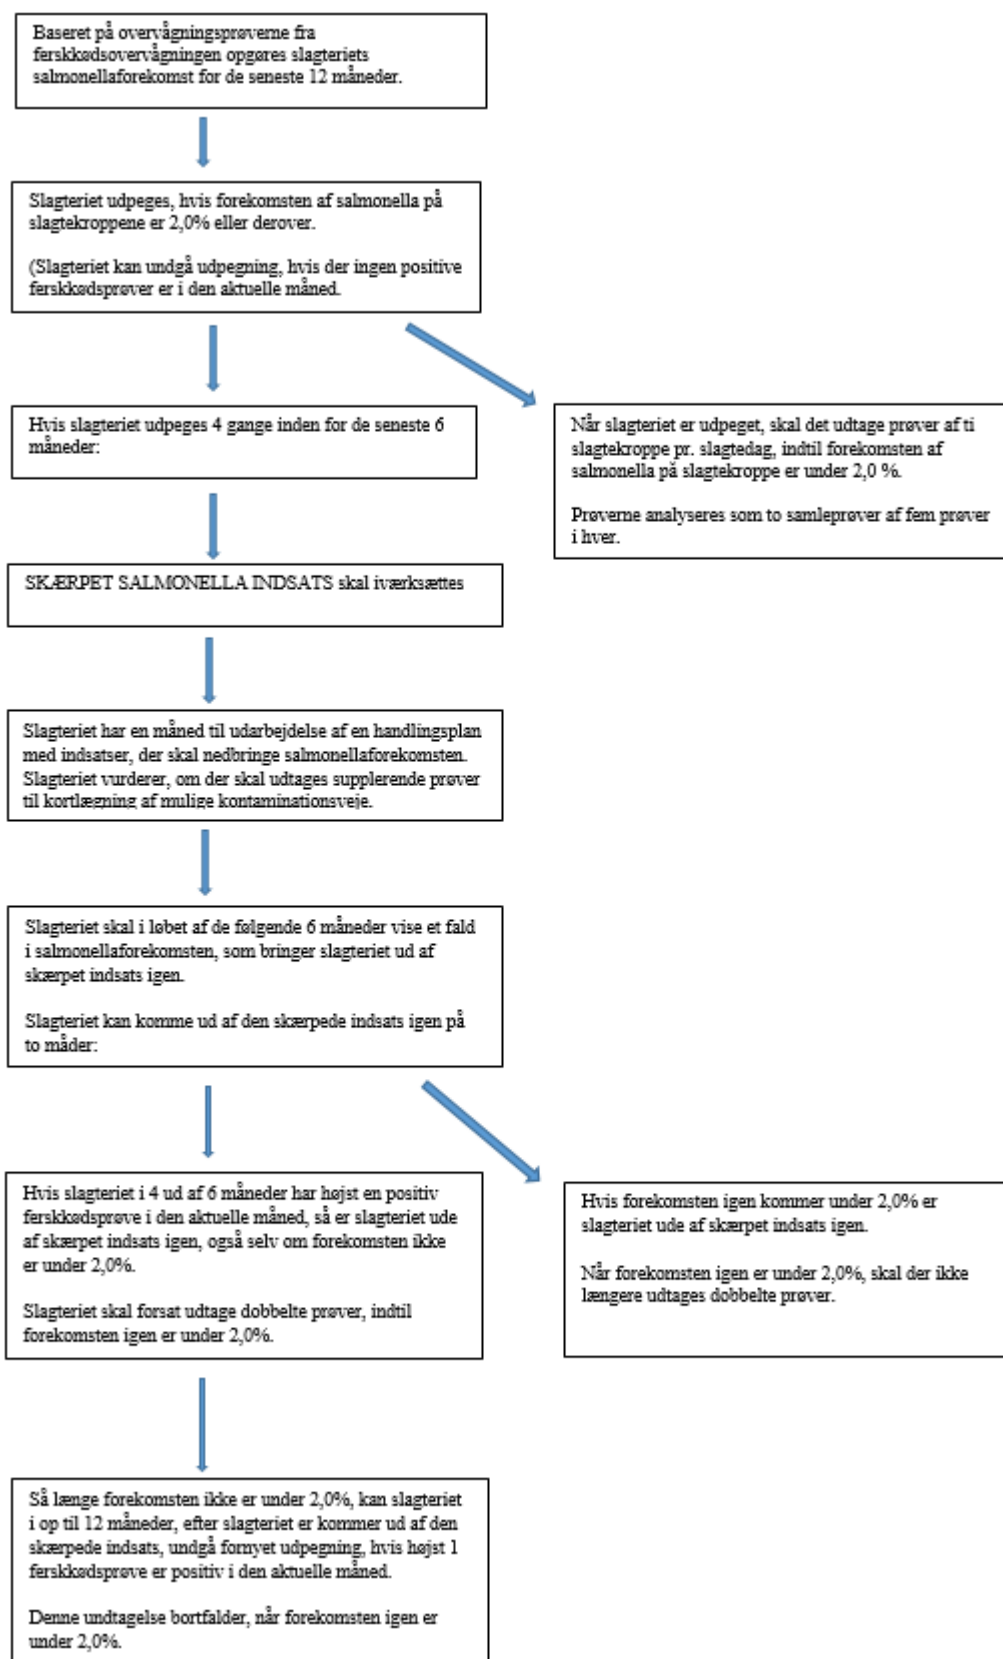 Baseret på overvågningsprøverne fra
ferskkødsovervågningen opgøres slagteriets
salmonellaforekomst for de seneste 12 måneder.
Slagteriet udpeges, hvis forekomsten af salmonella på
slagtekroppene er 2,0% eller derover.
(Slagteriet kan undgå udpegning, hvis der ingen positive
ferskkødsprøver er i den aktuelle måned.
Hvis slagteriet udpeges 4 gange inden for de seneste 6
måneder:
Når slagteriet er udpeget, skal det udtage prøver af ti
slagtekroppe pr. slagtedag, indtil forekomsten af
salmonella på slagtekroppe er under 2,0 %.
Prøverne analyseres som to samleprøver af fem prøver
i hver.
SKÆRPET SALMONELLA INDSATS skal iværksættes
Slagteriet har en måned til udarbejdelse af en handlingsplan
med indsatser, der skal nedbringe salmonellaforekomsten.
Slagteriet vurderer, om der skal udtages supplerende prøver
til kortlægning af mulige kontaminationsveje.
Slagteriet skal i løbet af de følgende 6 måneder vise et fald
i salmonellaforekomsten, som bringer slagteriet ud af
skærpet indsats igen.
Slagteriet kan komme ud af den skærpede indsats igen på
to måder:
Hvis slagteriet i 4 ud af 6 måneder har højst en positiv
ferskkødsprøve i den aktuelle måned, så er slagteriet ude
af skærpet indsats igen, også selv om forekomsten ikke
er under 2,0%.
Slagteriet skal forsat udtage dobbelte prøver, indtil
forekomsten igen er under 2,0%.
Hvis forekomsten igen kommer under 2,0% er
slagteriet ude af skærpet indsats igen.
Når forekomsten igen er under 2,0%, skal der ikke
længere udtages dobbelte prøver.
Så længe forekomsten ikke er under 2,0%, kan slagteriet
i op til 12 måneder, efter slagteriet er kommer ud af den
skærpede indsats, undgå fornyet udpegning, hvis højst 1
ferskkødsprøve er positiv i den aktuelle måned.
Denne undtagelse bortfalder, når forekomsten igen er
under 2,0%.